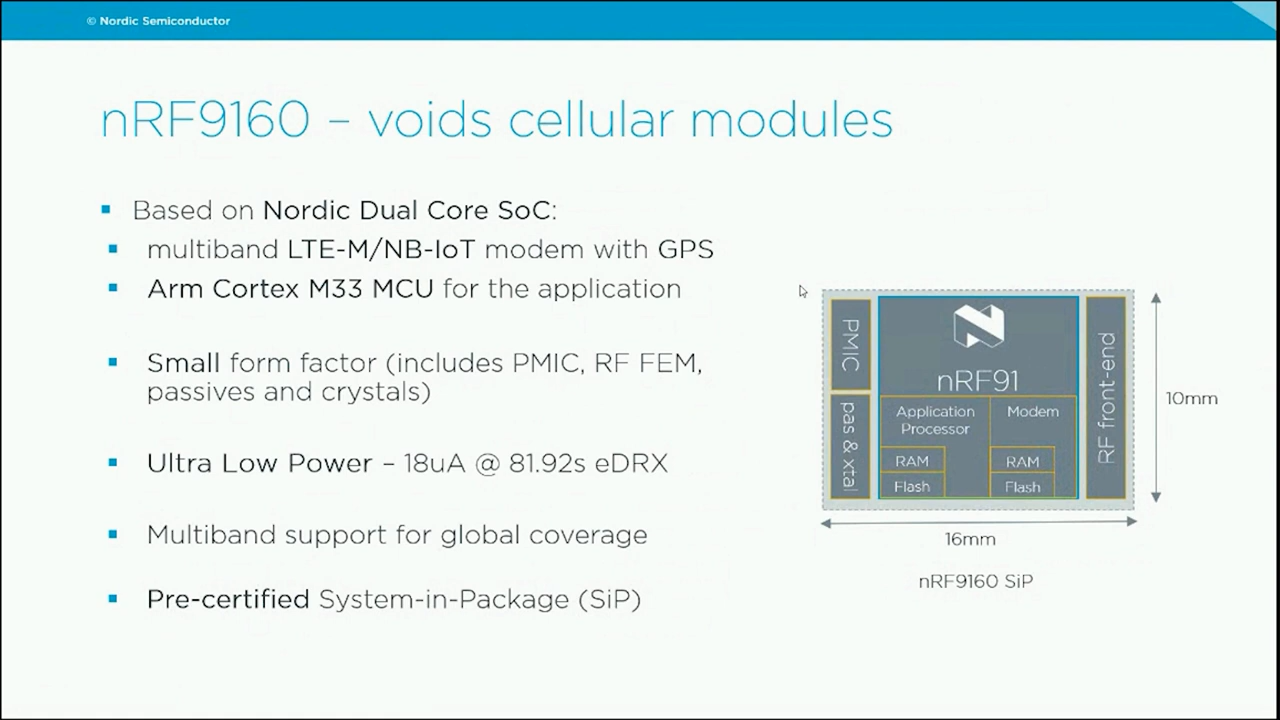 © Nordic Semiconductor
nRF9160 – voids cellular modules
Based on Nordic Dual Core SoC:
multiband LTE-M/NB-IoT modem with GPS
Arm Cortex M33 MCU for the application
Small form factor (includes PMIC, RF FEM,
passives and crystals)
Ultra Low Power – 18uA @ 81.92s eDRX
Multiband support for global coverage
Pre-certified System-in-Package (SiP)
PMIC
pas & xtal
nRF91
Application
Processor
RAM
Flash
Modem
RAM
Flash
RF front-end
10mm
16mm
nRF9160 SiP